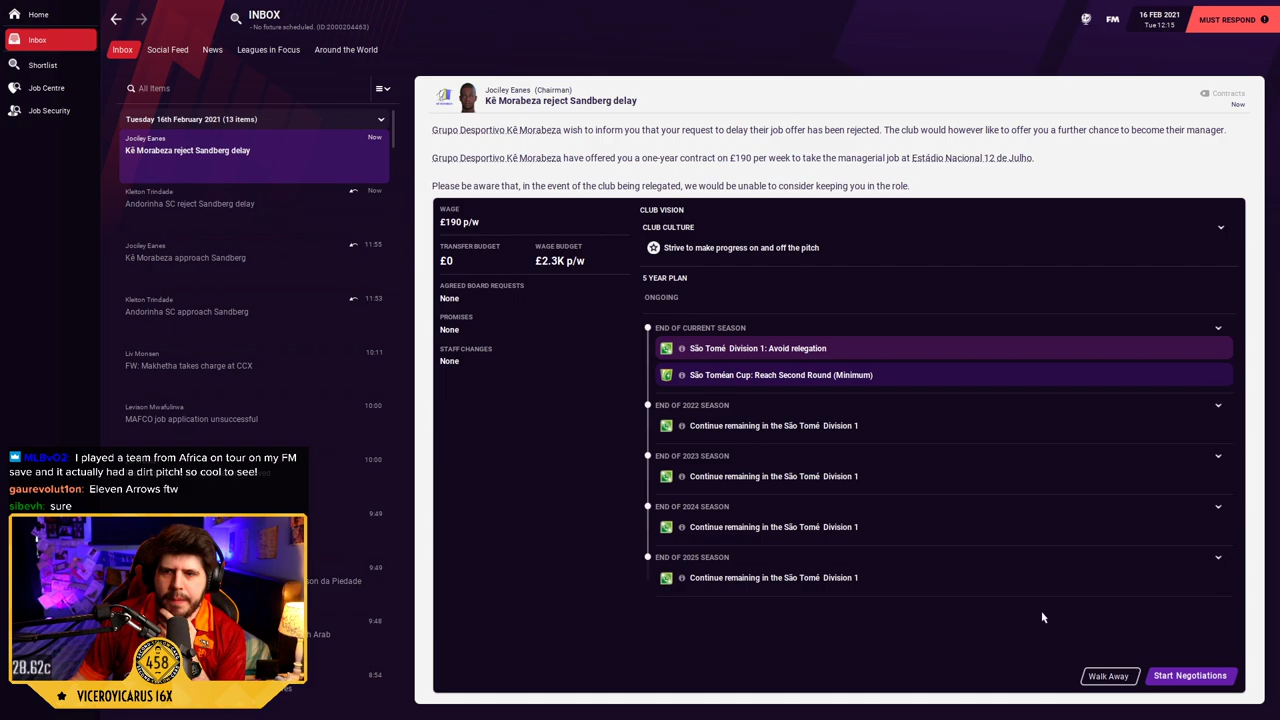 Home
INBOX
- No fixture scheduled. (ID:2000204463)
FM
16 FEB 2021
Tue 12:15
MUST RESPOND
Inbox
Inbox
Social Feed
News
Leagues in Focus
Around the World
Shortlist
Job Centre
Job Security
All Items
Tuesday 16th February 2021 (13 items)
Jociley Eanes
Now
Kê Morabeza reject Sandberg delay
Kleiton Trindade
Now
Andorinha SC reject Sandberg delay
Jociley Eanes
11:55
Kê Morabeza approach Sandberg
Kleiton Trindade
11:53
Andorinha SC approach Sandberg
Liv Monsen
10:11
FW: Makhetha takes charge at CCX
Levison Mwafulirwa
10:00
MAFCO job application unsuccessful
10:00
9:49
9:49
son da Piedade
9:48
Arab
8:54
Jociley Eanes (Chairman)
Kê Morabeza reject Sandberg delay
Contracts
Now
Grupo Desportivo Kê Morabeza wish to inform you that your request to delay their job offer has been rejected. The club would however like to offer you a further chance to become their manager.
Grupo Desportivo Kê Morabeza have offered you a one-year contract on £190 per week to take the managerial job at Estádio Nacional 12 de Julho.
Please be aware that, in the event of the club being relegated, we would be unable to consider keeping you in the role.
WAGE
£190 p/w
TRANSFER BUDGET
WAGE BUDGET
£0
£2.3K p/w
AGREED BOARD REQUESTS
None
PROMISES
None
STAFF CHANGES
None
CLUB VISION
CLUB CULTURE
Strive to make progress on and off the pitch
5 YEAR PLAN
ONGOING
END OF CURRENT SEASON
São Tomé Division 1: Avoid relegation
São Toméan Cup: Reach Second Round (Minimum)
END OF 2022 SEASON
Continue remaining in the São Tomé Division 1
END OF 2023 SEASON
Continue remaining in the São Tomé Division 1
END OF 2024 SEASON
Continue remaining in the São Tomé Division 1
END OF 2025 SEASON
Continue remaining in the São Tomé Division 1
Walk Away
Start Negotiations
MLBvO2: I played a team from Africa on tour on my FM
save and it actually had a dirt pitch! so cool to see!
gaurevolut1on: Eleven Arrows ftw
sibevh: sure
28.62c
458
VICEROYICARUS 16X